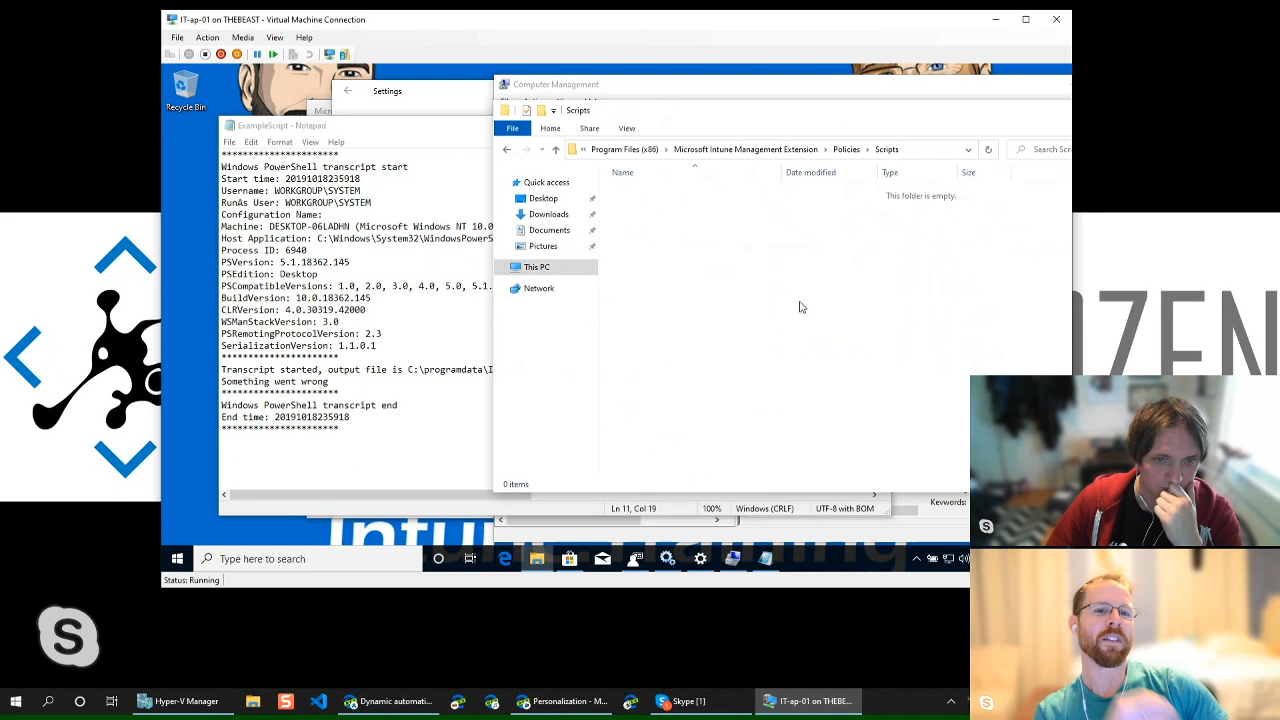 IT-ap-01 on THEBEAST - Virtual Machine Connection
File Action Media View Help
Recycle Bin
Settings
Micr
Computer Management
Scripts
File Home Share View
Program Files (x86) Microsoft Intune Management Extension Policies Scripts
Search Scri
Name Date modified Type Size
This folder is empty.
Quick access
Desktop
Downloads
Documents
Pictures
This PC
Network
0 items
ExampleScript - Notepad
File Edit Format View Help
**********************
Windows PowerShell transcript start
Start time: 20191018235918
Username: WORKGROUP\SYSTEM
RunAs User: WORKGROUP\SYSTEM
Configuration Name:
Machine: DESKTOP-06LADHN (Microsoft Windows NT 10.0
Host Application: C:\Windows\System32\WindowsPowerS
Process ID: 6940
PSVersion: 5.1.18362.145
PSEdition: Desktop
PSCompatibleVersions: 1.0, 2.0, 3.0, 4.0, 5.0, 5.1.
BuildVersion: 10.0.18362.145
CLRVersion: 4.0.30319.42000
WSManStackVersion: 3.0
PSRemotingProtocolVersion: 2.3
SerializationVersion: 1.1.0.1
**********************
Transcript started, output file is C:\programdata\I
Something went wrong
**********************
Windows PowerShell transcript end
End time: 20191018235918
**********************
Ln 11, Col 19 100% Windows (CRLF) UTF-8 with BOM
Keywords:
Intune Training
Type here to search
Status: Running
OZEN
S
Hyper-V Manager
Dynamic automati...
Personalization - M...
Skype [1]
IT-ap-01 on THEBE...